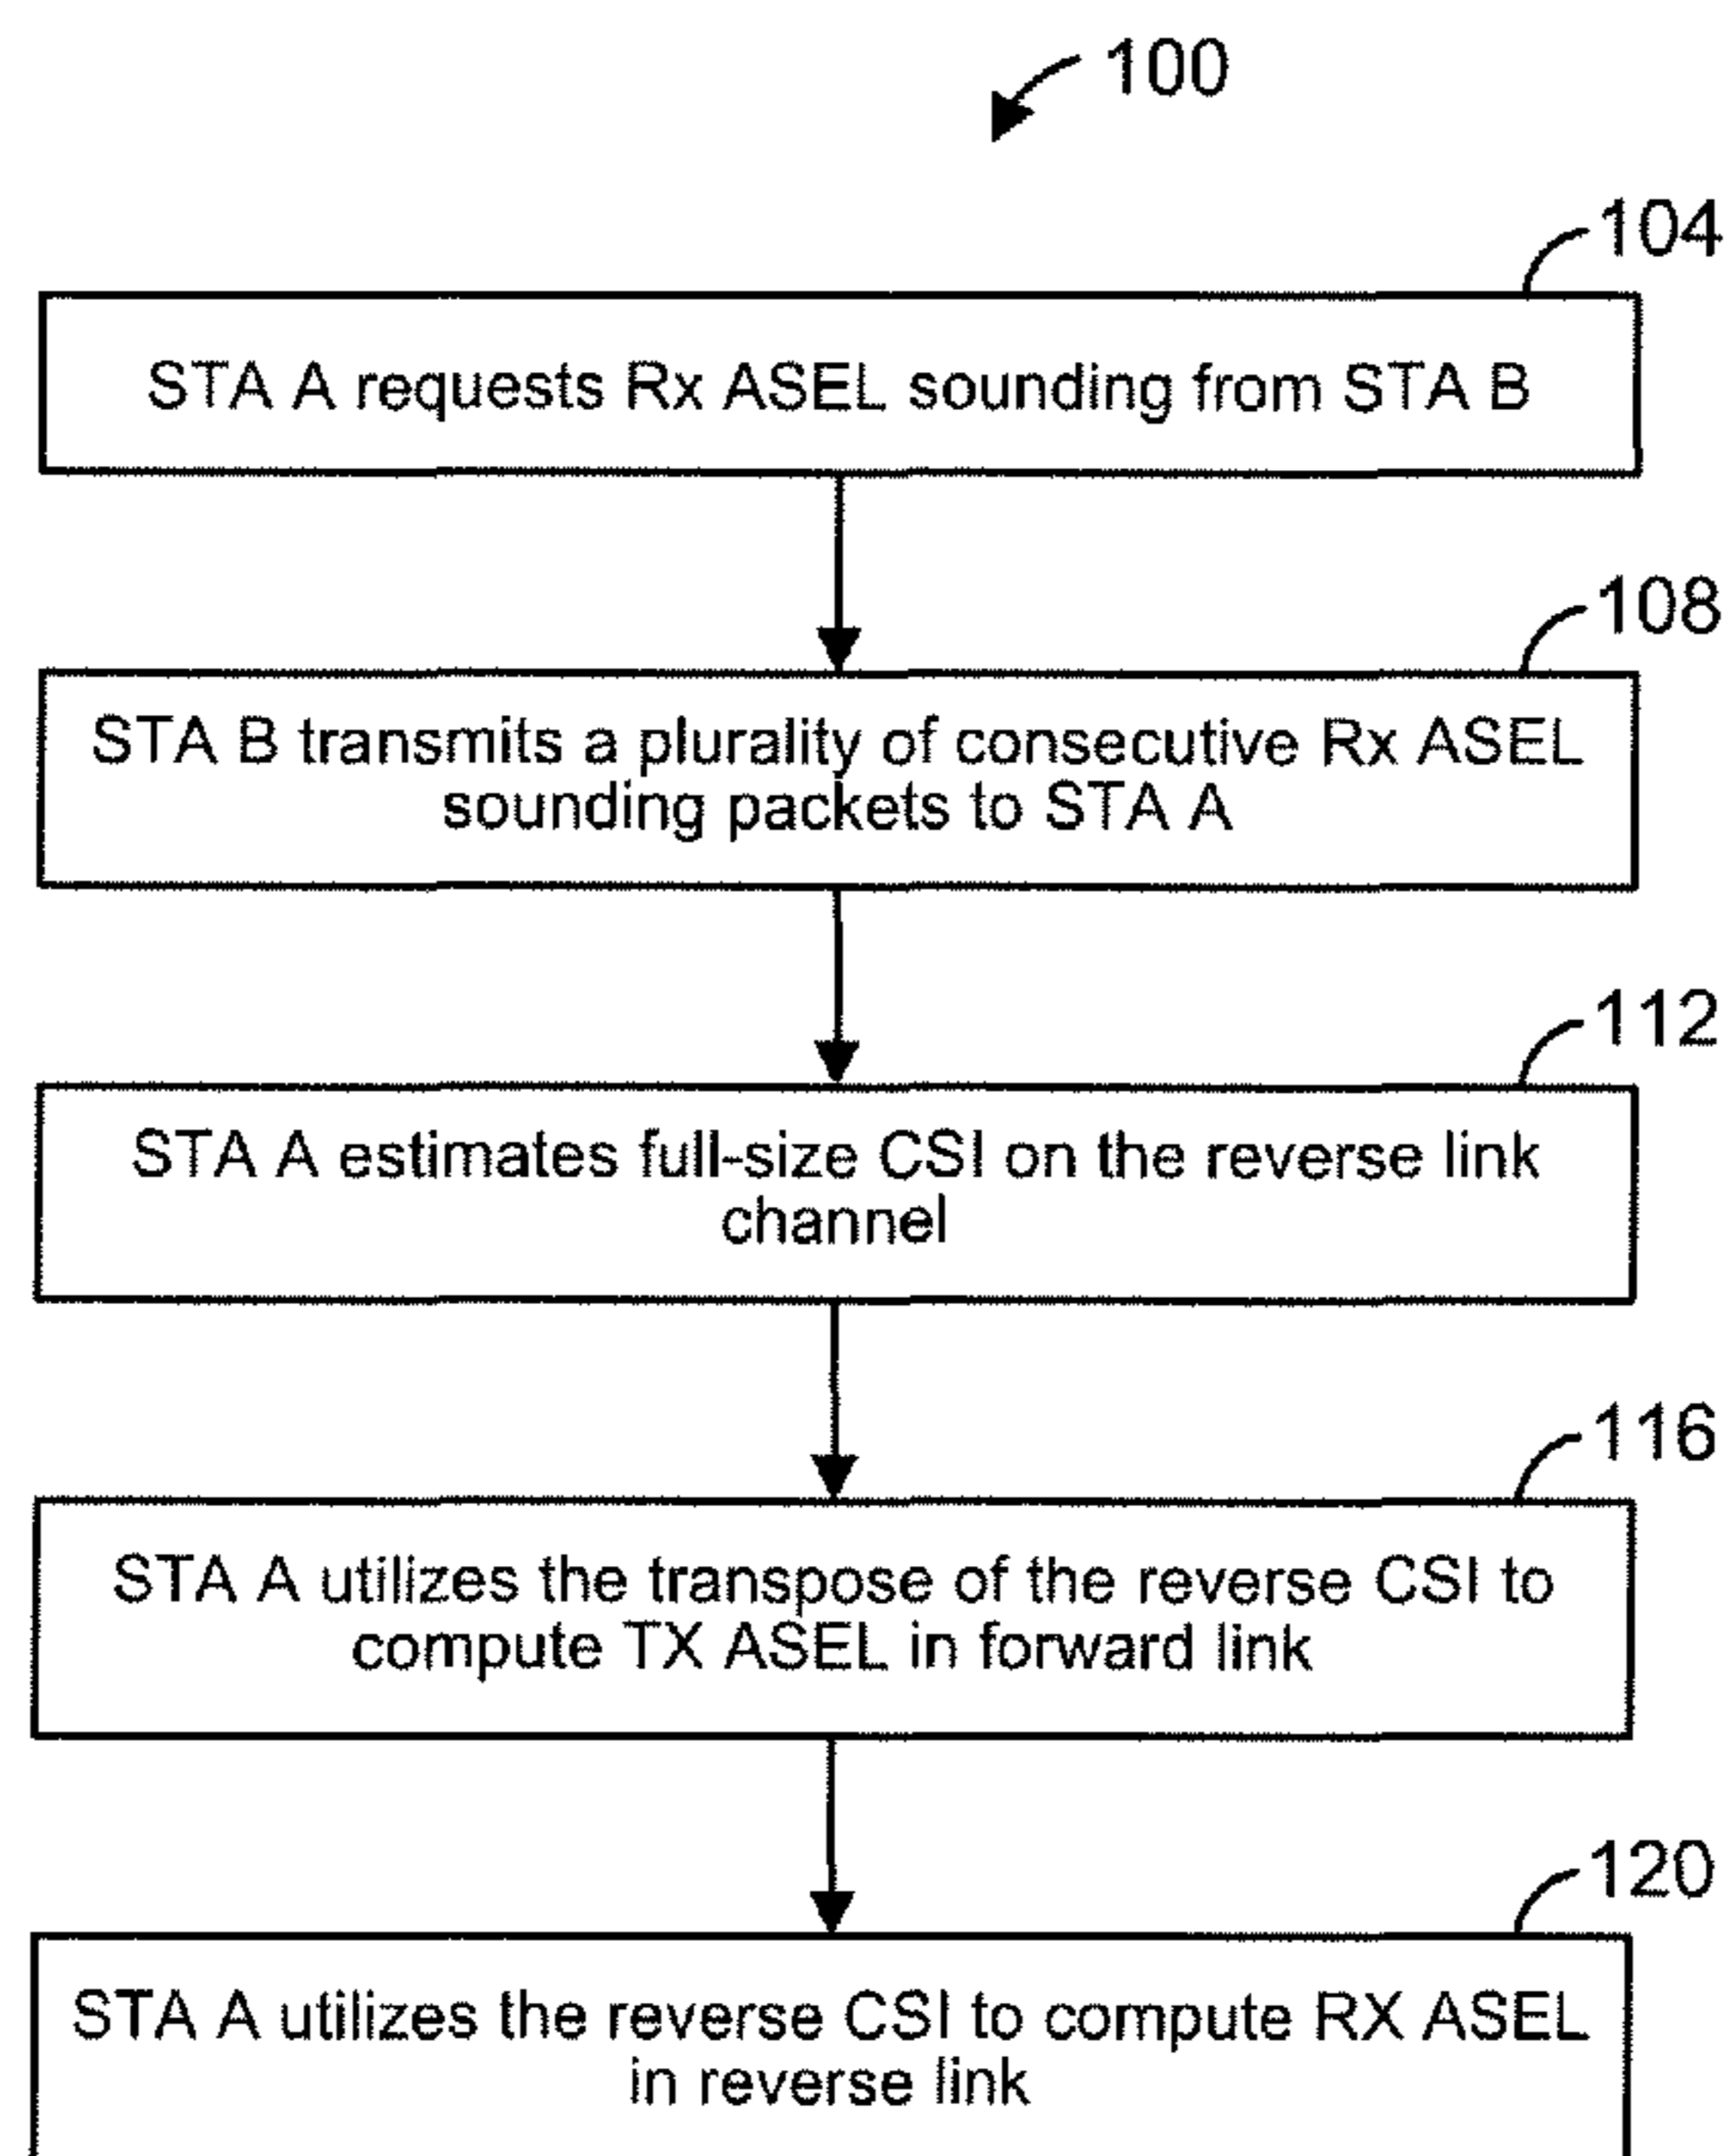 100
104
STA A requests Rx ASEL sounding from STA B
108
STA B transmits a plurality of consecutive Rx ASEL
sounding packets to STA A
112
STA A estimates full-size CSI on the reverse link
channel
116
STA A utilizes the transpose of the reverse CSI to
compute TX ASEL in forward link
120
STA A utilizes the reverse CSI to compute RX ASEL
in reverse link